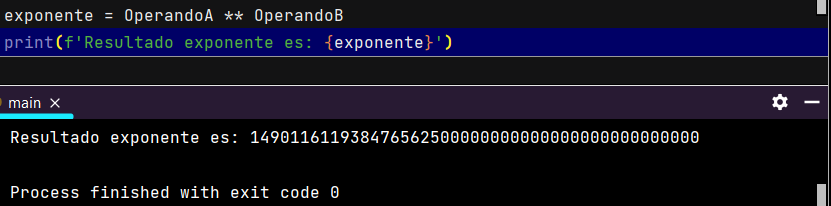 exponente = OperandoA ** OperandoB
print(f'Resultado exponente es: {exponente}')
main
Resultado exponente es: 149011611938476562500000000000000000000000000
Process finished with exit code 0